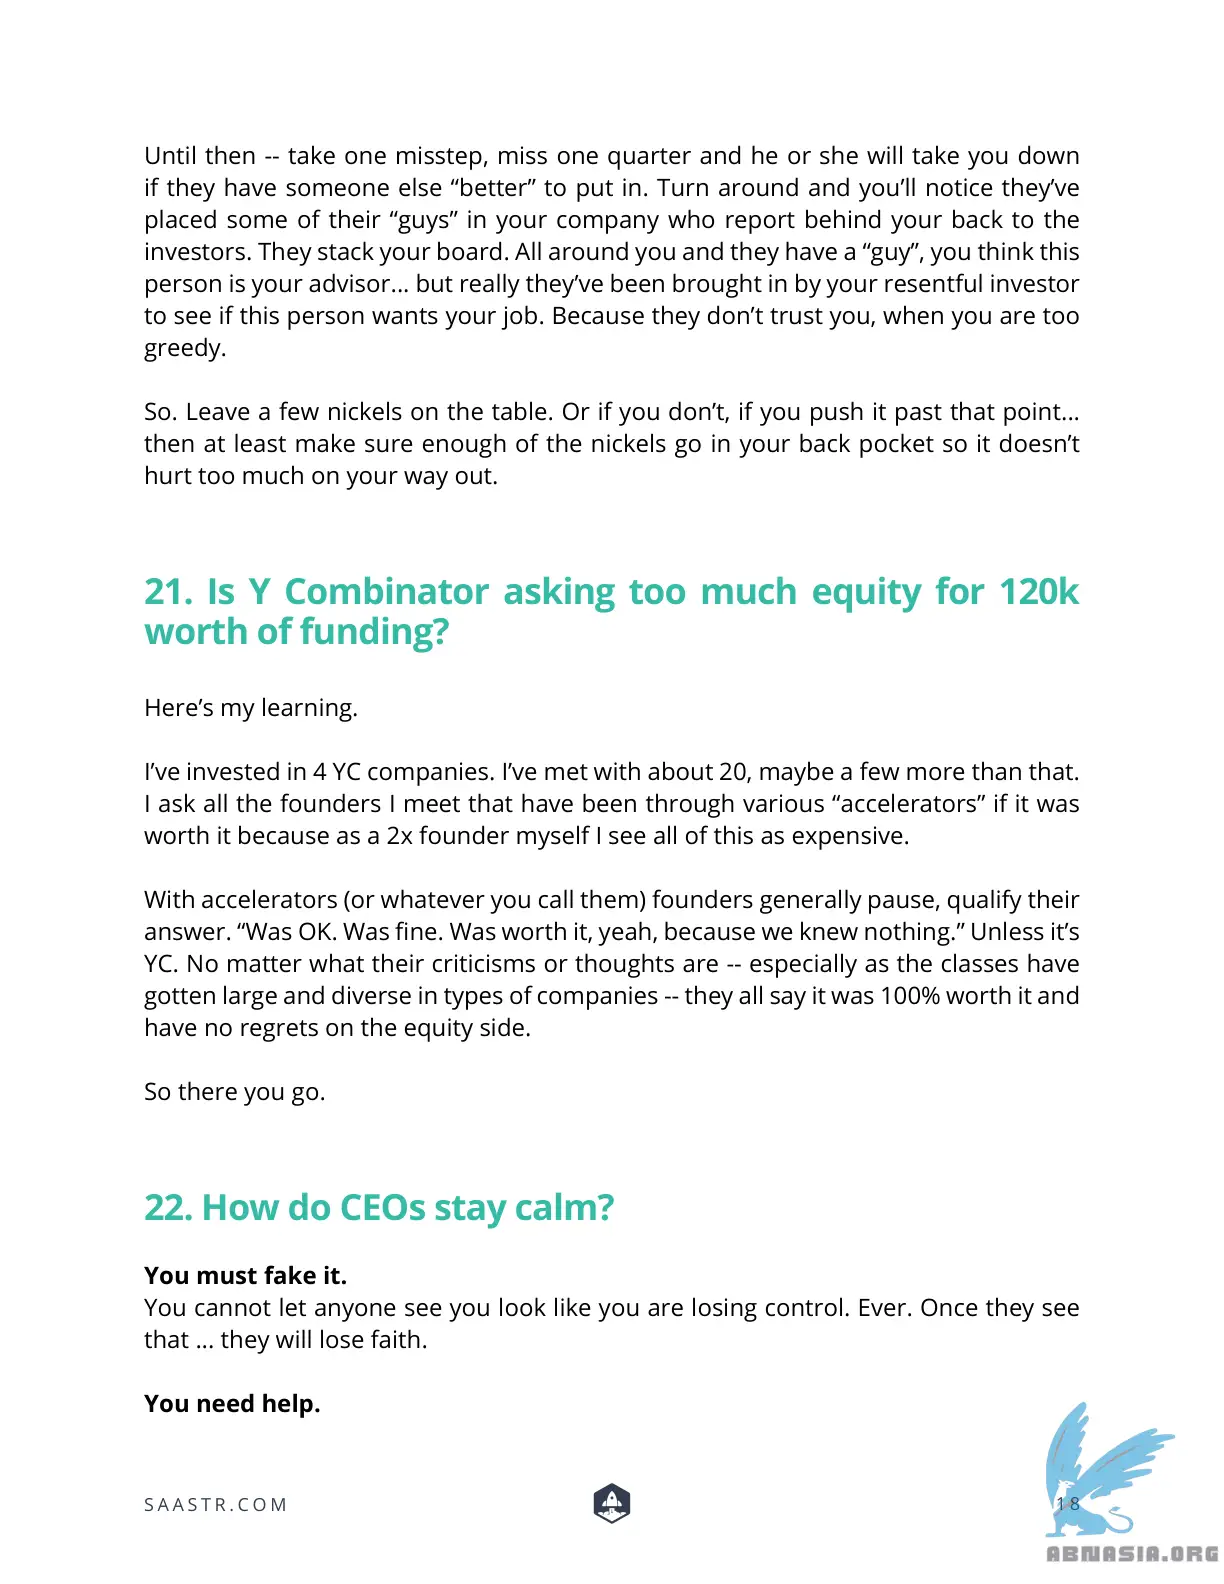 Until then -- take one misstep, miss one quarter and he or she will take you down
if they have someone else “better” to put in. Turn around and you’ll notice they’ve
placed some of their “guys” in your company who report behind your back to the
investors. They stack your board. All around you and they have a “guy”, you think this
person is your advisor... but really they’ve been brought in by your resentful investor
to see if this person wants your job. Because they don’t trust you, when you are too
greedy.
So. Leave a few nickels on the table. Or if you don’t, if you push it past that point...
then at least make sure enough of the nickels go in your back pocket so it doesn’t
hurt too much on your way out.
21. Is Y Combinator asking too much equity for 120k
worth of funding?
Here’s my learning.
I’ve invested in 4 YC companies. I’ve met with about 20, maybe a few more than that.
I ask all the founders I meet that have been through various “accelerators” if it was
worth it because as a 2x founder myself I see all of this as expensive.
With accelerators (or whatever you call them) founders generally pause, qualify their
answer. “Was OK. Was fine. Was worth it, yeah, because we knew nothing.” Unless it’s
YC. No matter what their criticisms or thoughts are -- especially as the classes have
gotten large and diverse in types of companies -- they all say it was 100% worth it and
have no regrets on the equity side.
So there you go.
22. How do CEOs stay calm?
You must fake it.
You cannot let anyone see you look like you are losing control. Ever. Once they see
that ... they will lose faith.
You need help.
SAASTR.COM
18
ABNASIA.ORG